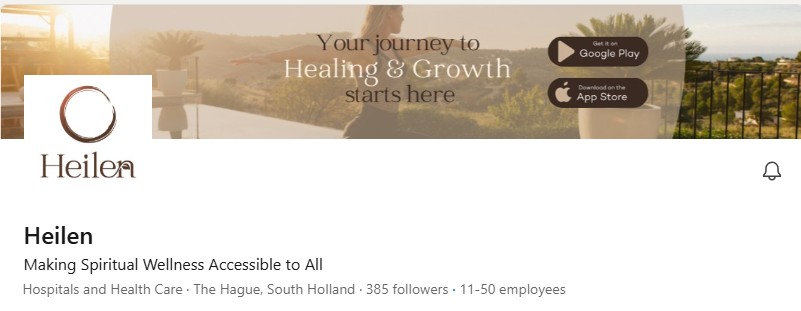 Your journey to
Healing & Growth
starts here
Get it on
Google Play
Download on the
App Store
Heilen
Heilen
Making Spiritual Wellness Accessible to All
Hospitals and Health Care · The Hague, South Holland · 385 followers · 11-50 employees